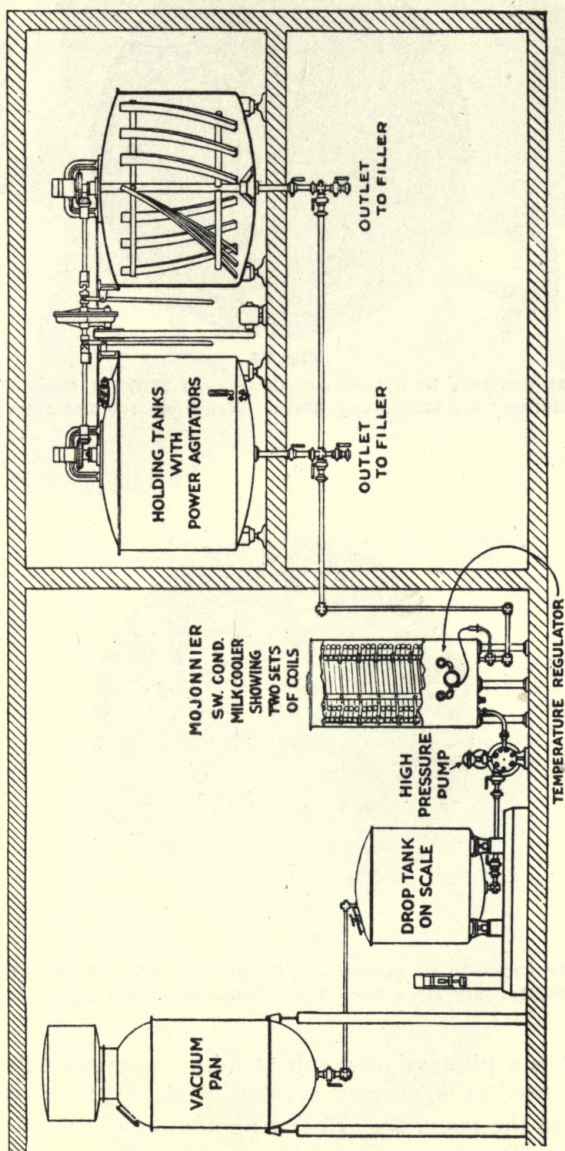 VACUUM
PAN
DROP TANK
ON SCALE
HIGH
PRESSURE
PUMP
MOJONNIER
SW. COND.
MILK COOLER
SHOWING
TWO SETS
OF COILS
TEMPERATURE REGULATOR
HOLDING TANKS
WITH
POWER AGITATORS
OUTLET
TO FILLER
OUTLET
TO FILLER